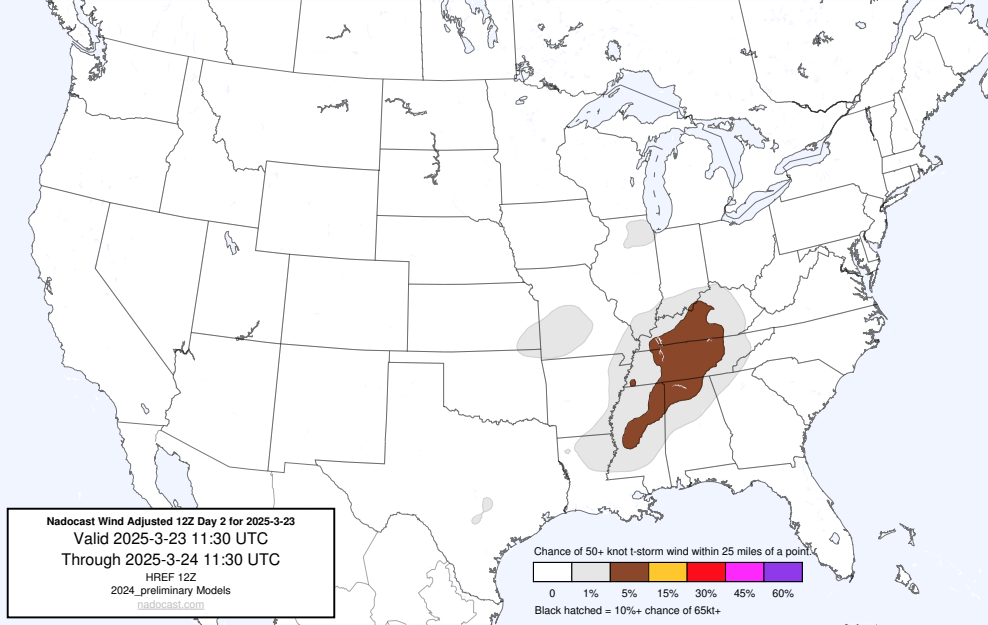 Nadocast Wind Adjusted 12Z Day 2 for 2025-3-23
Valid 2025-3-23 11:30 UTC
Through 2025-3-24 11:30 UTC
HREF 12Z
2024_preliminary Models
nadocast.com
Chance of 50+ knot t-storm wind within 25 miles of a point.
0 1% 5% 15% 30% 45% 60%
Black hatched = 10%+ chance of 65kt+